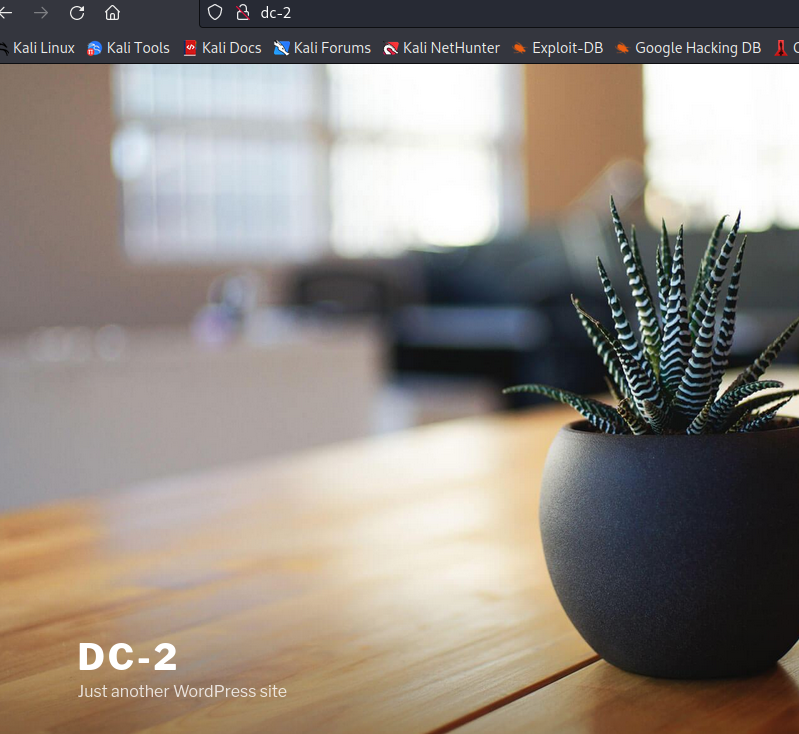 dc-2
Kali Linux Kali Tools Kali Docs Kali Forums Kali NetHunter Exploit-DB Google Hacking DB
DC-2
Just another WordPress site